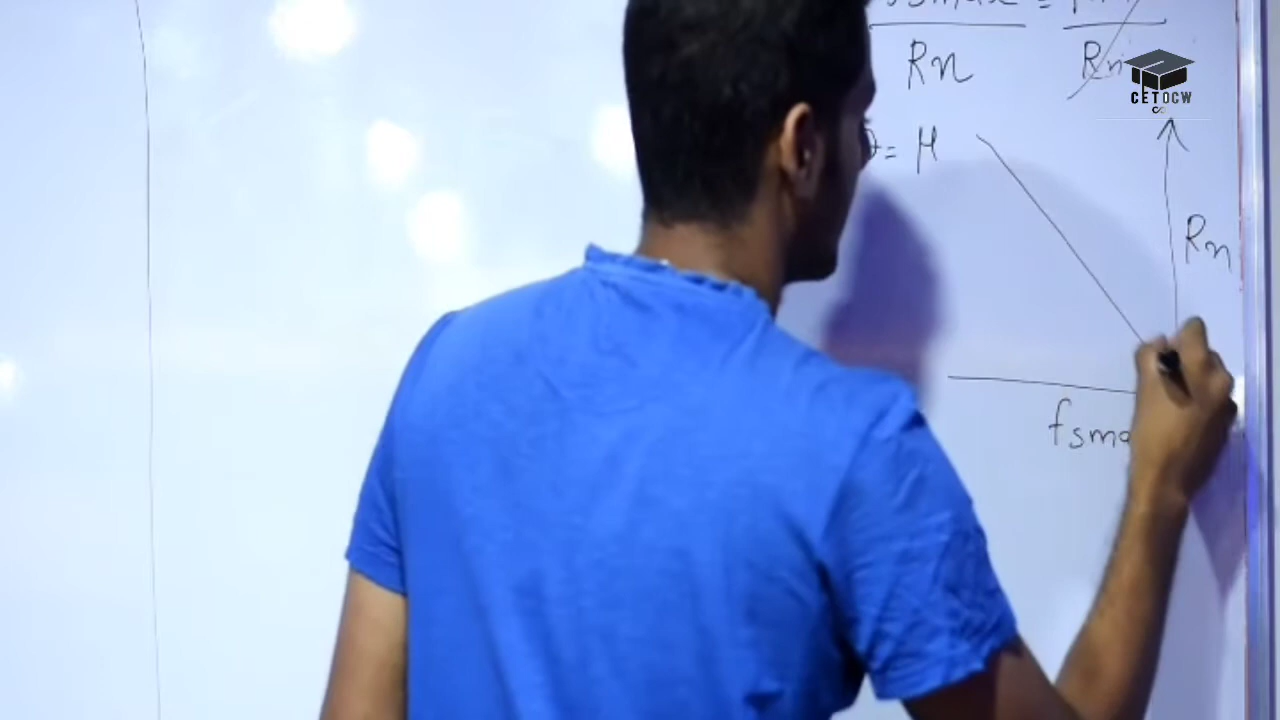 Rn Rn
CETOCW
= μ
Rn
fsma